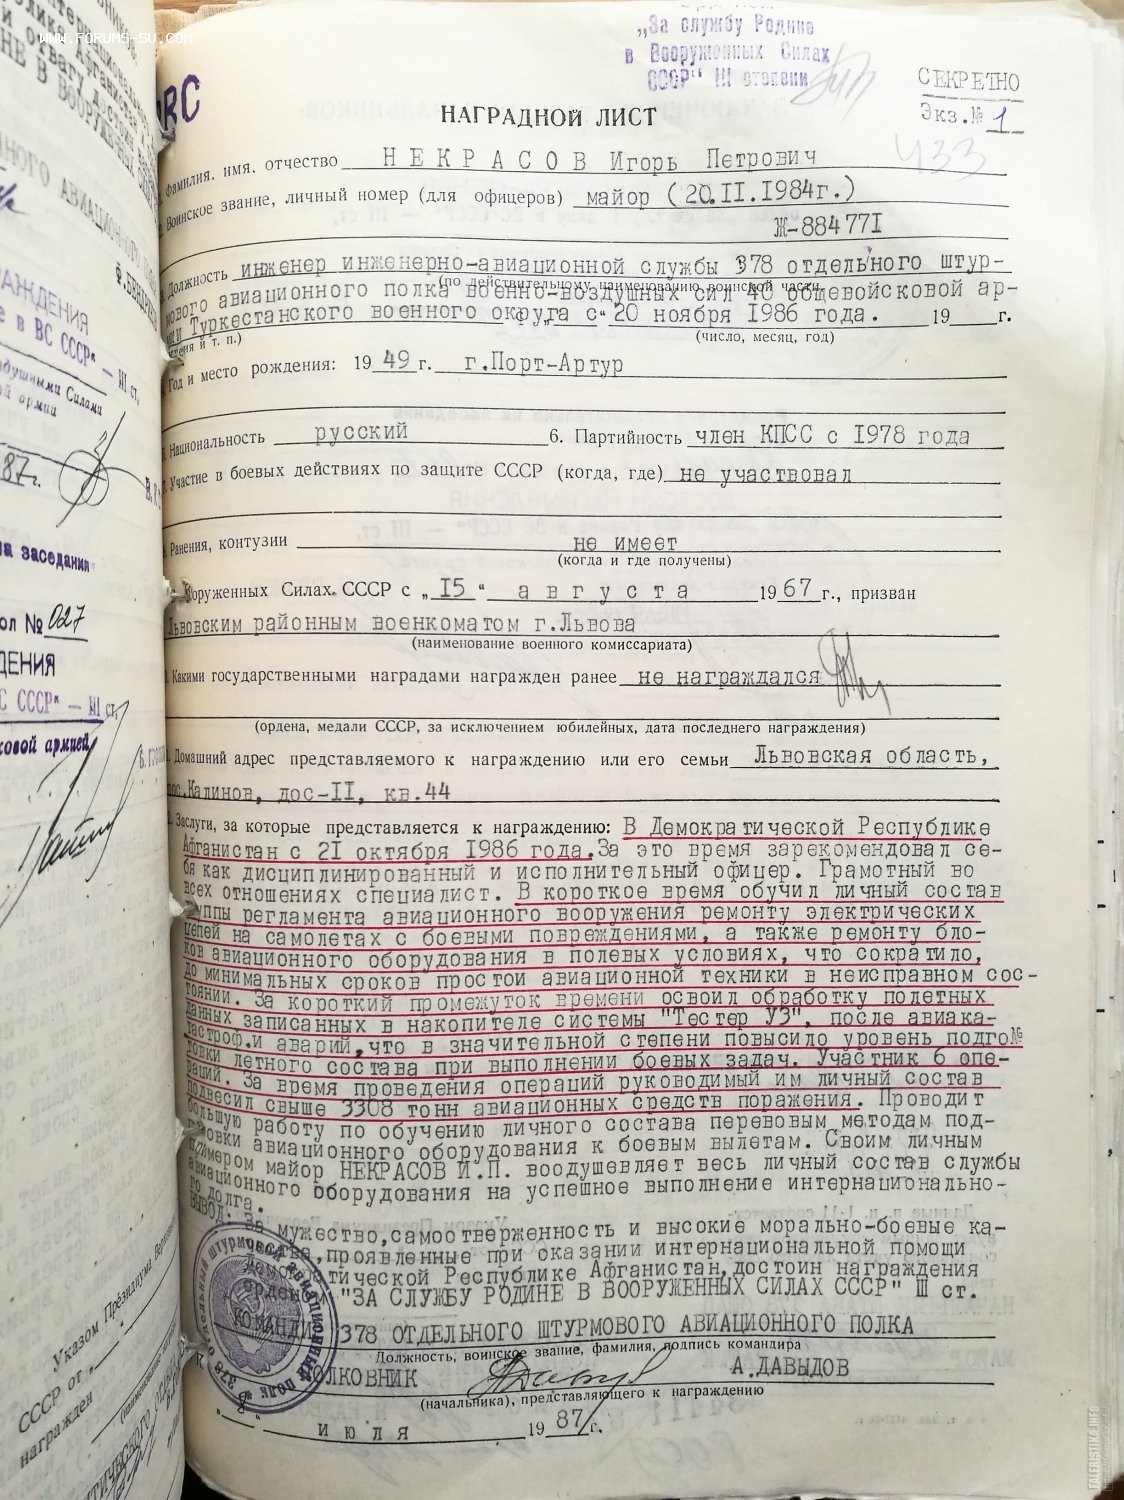 www.forums-su.com
„За службу Родине
в Вооруженных Силах
СССР" III степени
СЕКРЕТНО
Экз.№ 1
433
НАГРАДНОЙ ЛИСТ
фамилия, имя, отчество НЕКРАСОВ Игорь Петрович
Воинское звание, личный номер (для офицеров) майор (20.II.1984г.)
Ж-884771
Должность инженер инженерно-авиационной службы 378 отдельного штур-
(по действительному наименованию воинской части,
мового авиационного полка военно-воздушных сил 40 общевойсковой ар-
мии Туркестанского военного округа с 20 ноября 1986 года. 19 г.
(число, месяц, год)
Год и место рождения: 1949 г. г.Порт-Артур
Национальность русский 6. Партийность член КПСС с 1978 года
Участие в боевых действиях по защите СССР (когда, где) не участвовал
Ранения, контузии не имеет
(когда и где получены)
Вооруженных Силах СССР с „15" августа 1967 г., призван
Львовским районным военкоматом г.Львова
(наименование военного комиссариата)
Какими государственными наградами награжден ранее не награждался
(ордена, медали СССР, за исключением юбилейных, дата последнего награждения)
Домашний адрес представляемого к награждению или его семьи Львовская область,
пос.Калинов, дос-II, кв.44
Заслуги, за которые представляется к награждению: В Демократической Республике
Афганистан с 21 октября 1986 года.За это время зарекомендовал се-
бя как дисциплинированный и исполнительный офицер. Грамотный во
всех отношениях специалист. В короткое время обучил личный состав
группы регламента авиационного вооружения ремонту электрических
цепей на самолетах с боевыми повреждениями, а также ремонту бло-
ков авиационного оборудования в полевых условиях, что сократило,
до минимальных сроков простои авиационной техники в неисправном сос-
тоянии. За короткий промежуток времени освоил обработку полетных
данных записанных в накопителе системы "Тестер У3", после авиака-
тастроф.и аварий,что в значительной степени повысило уровень подго
товки летного состава при выполнении боевых задач. Участник 6 опе-
раций. За время проведения операций руководимый им личный состав
подвесил свыше 3308 тонн авиационных средств поражения. Проводит
большую работу по обучению личного состава перевовым методам под-
готовки авиационного оборудования к боевым вылетам. Своим личным
примером майор НЕКРАСОВ И.П. воодушевляет весь личный состав службы
авиационного оборудования на успешное выполнение интернационально-
го долга.
ВЫВОД: За мужество,самоотверженность и высокие морально-боевые ка-
чества,проявленные при оказании интернациональной помощи
Демократической Республике Афганистан,достоин награждения
орденом "ЗА СЛУЖБУ РОДИНЕ В ВООРУЖЕННЫХ СИЛАХ СССР" III ст.
КОМАНДИР 378 ОТДЕЛЬНОГО ШТУРМОВОГО АВИАЦИОННОГО ПОЛКА
Должность, воинское звание, фамилия, подпись командира
ПОЛКОВНИК А.ДАВЫДОВ
(начальника), представляющего к награждению
„8" июля 1987 г.
FALERISTIKA.INFO